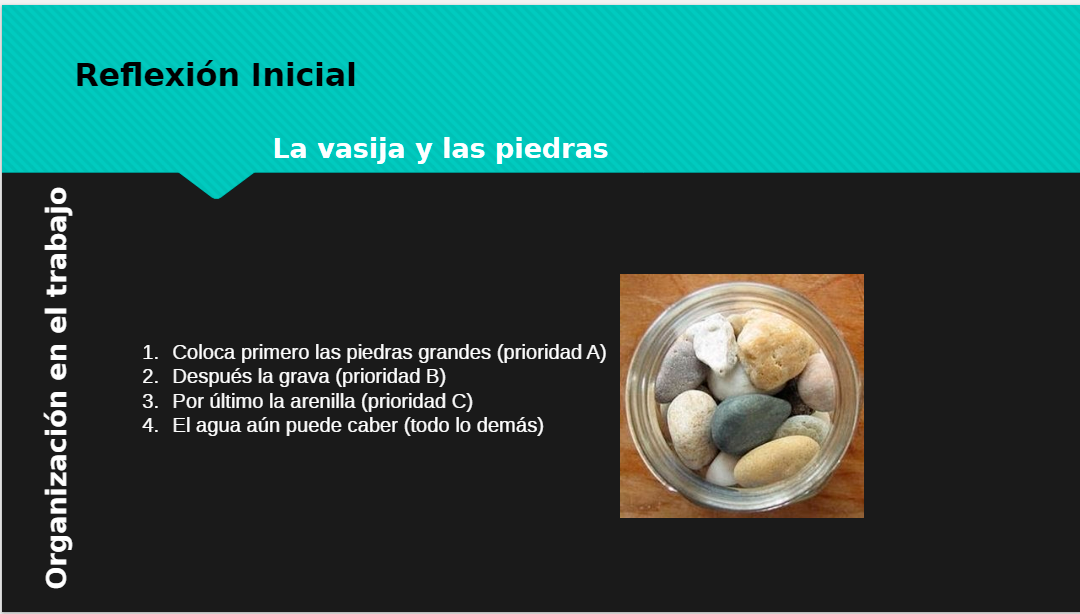 Reflexión Inicial
La vasija y las piedras
Organización en el trabajo
1. Coloca primero las piedras grandes (prioridad A)
2. Después la grava (prioridad B)
3. Por último la arenilla (prioridad C)
4. El agua aún puede caber (todo lo demás)